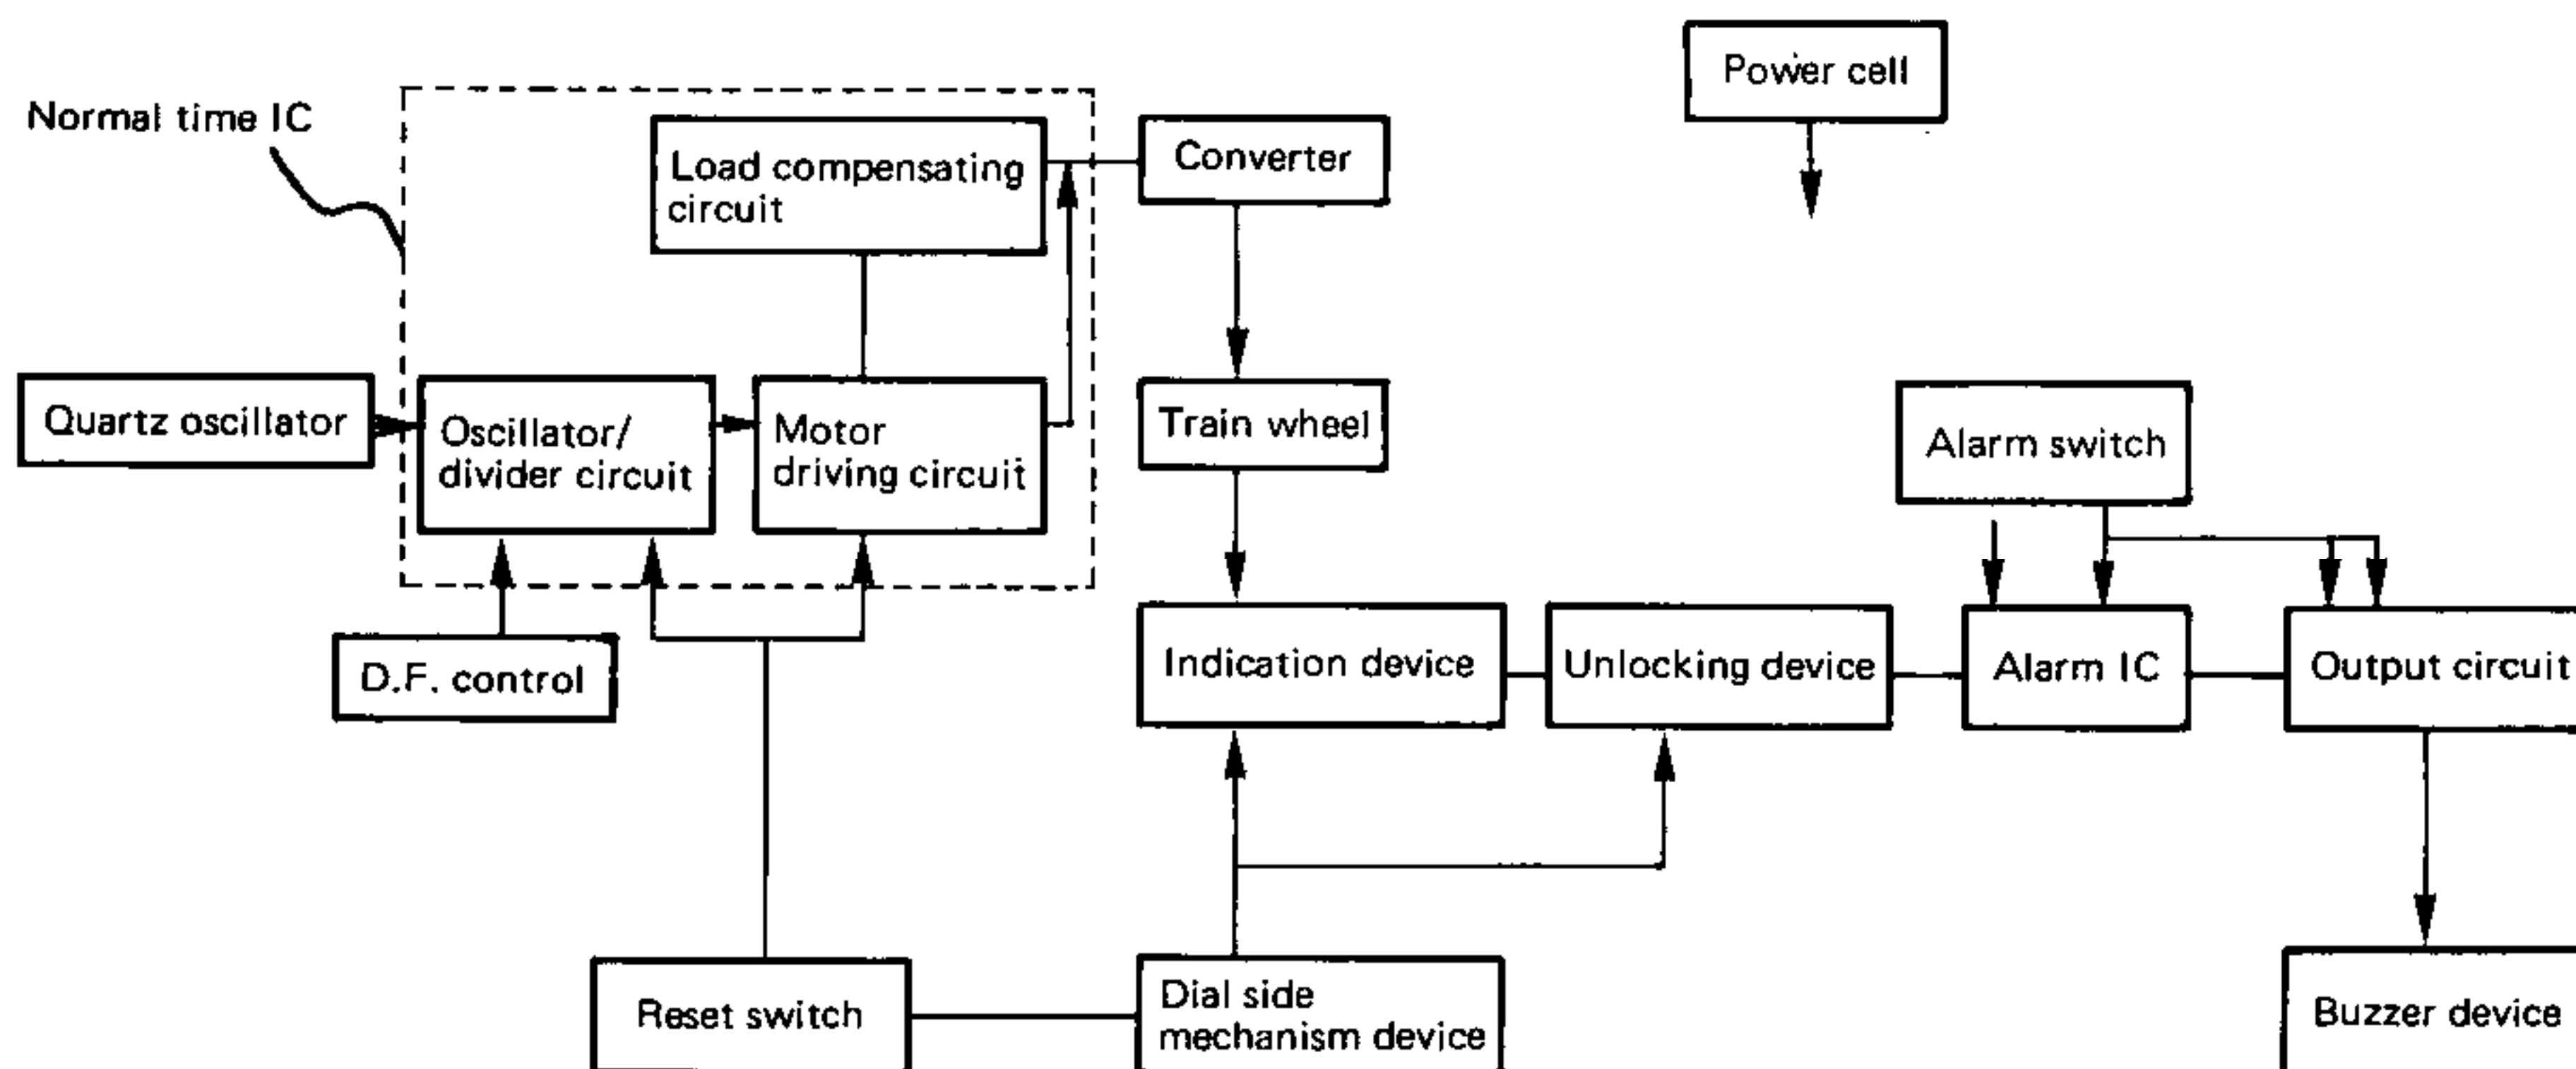 Power cell
Normal time IC
Load compensating
circuit
Converter
Quartz oscillator
Oscillator/
divider circuit
Motor
driving circuit
Train wheel
Alarm switch
D.F. control
Indication device
Unlocking device
Alarm IC
Output circuit
Reset switch
Dial side
mechanism device
Buzzer device